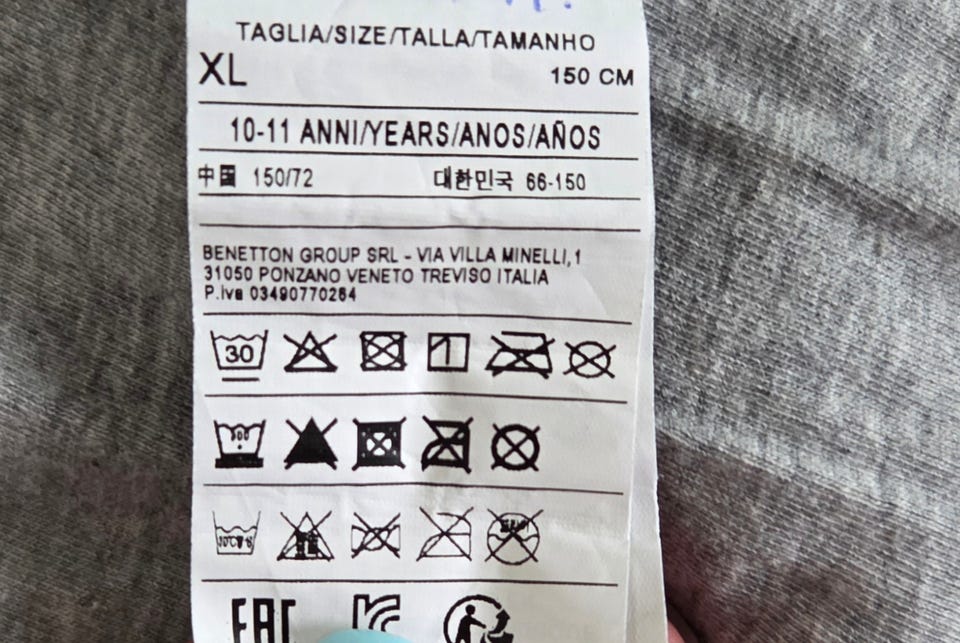 TAGLIA/SIZE/TALLA/TAMANHO
XL 150 CM
10-11 ANNI/YEARS/ANOS/AÑOS
中国 150/72 대한민국 66-150
BENETTON GROUP SRL - VIA VILLA MINELLI,1
31050 PONZANO VENETO TREVISO ITALIA
P.Iva 03490770264
30
EAC